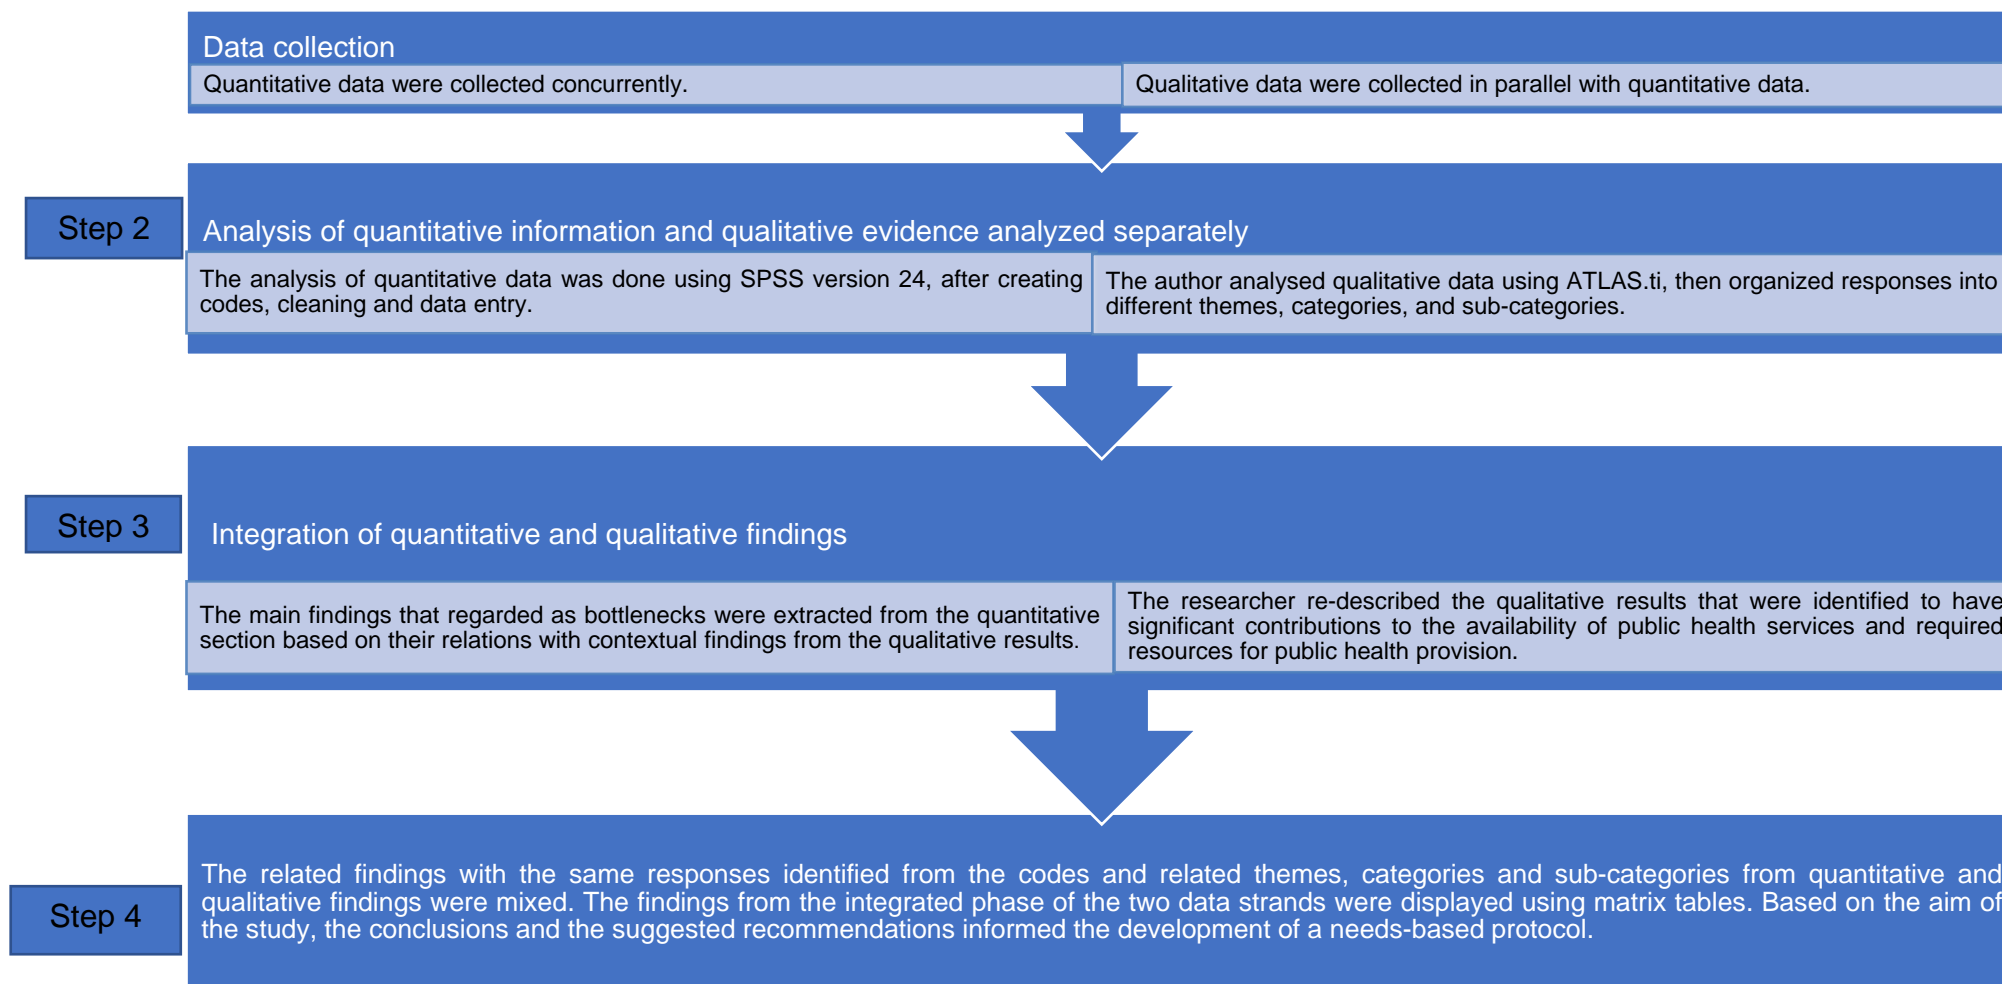 Data collection
Quantitative data were collected concurrently.
Qualitative data were collected in parallel with quantitative data.
Step 2
Analysis of quantitative information and qualitative evidence analyzed separately
The analysis of quantitative data was done using SPSS version 24, after creating
codes, cleaning and data entry.
The author analysed qualitative data using ATLAS.ti, then organized responses into
different themes, categories, and sub-categories.
Step 3
Integration of quantitative and qualitative findings
The main findings that regarded as bottlenecks were extracted from the quantitative
section based on their relations with contextual findings from the qualitative results.
The researcher re-described the qualitative results that were identified to have
significant contributions to the availability of public health services and required
resources for public health provision.
Step 4
The related findings with the same responses identified from the codes and related themes, categories and sub-categories from quantitative and
qualitative findings were mixed. The findings from the integrated phase of the two data strands were displayed using matrix tables. Based on the aim of
the study, the conclusions and the suggested recommendations informed the development of a needs-based protocol.